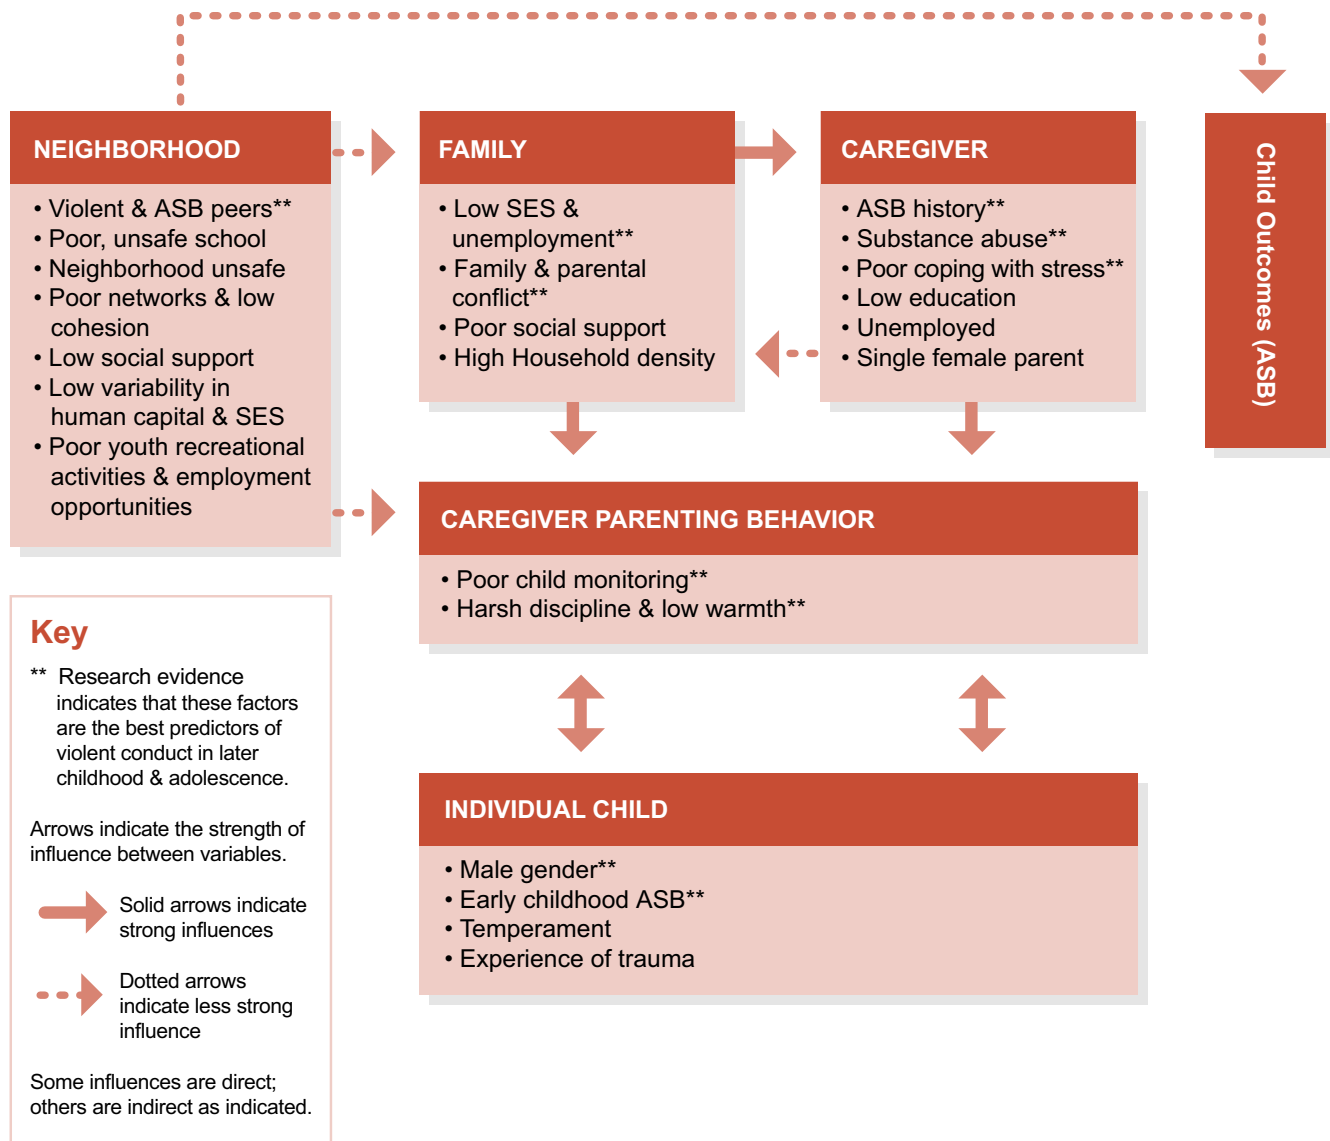 NEIGHBORHOOD
• Violent & ASB peers**
• Poor, unsafe school
• Neighborhood unsafe
• Poor networks & low
cohesion
• Low social support
• Low variability in
human capital & SES
• Poor youth recreational
activities & employment
opportunities
FAMILY
• Low SES &
unemployment**
• Family & parental
conflict**
• Poor social support
• High Household density
CAREGIVER
• ASB history**
• Substance abuse**
• Poor coping with stress**
• Low education
• Unemployed
• Single female parent
Child Outcomes (ASB)
CAREGIVER PARENTING BEHAVIOR
• Poor child monitoring**
• Harsh discipline & low warmth**
INDIVIDUAL CHILD
• Male gender**
• Early childhood ASB**
• Temperament
• Experience of trauma
Key
** Research evidence
indicates that these factors
are the best predictors of
violent conduct in later
childhood & adolescence.
Arrows indicate the strength of
influence between variables.
Solid arrows indicate
strong influences
Dotted arrows
indicate less strong
influence
Some influences are direct;
others are indirect as indicated.